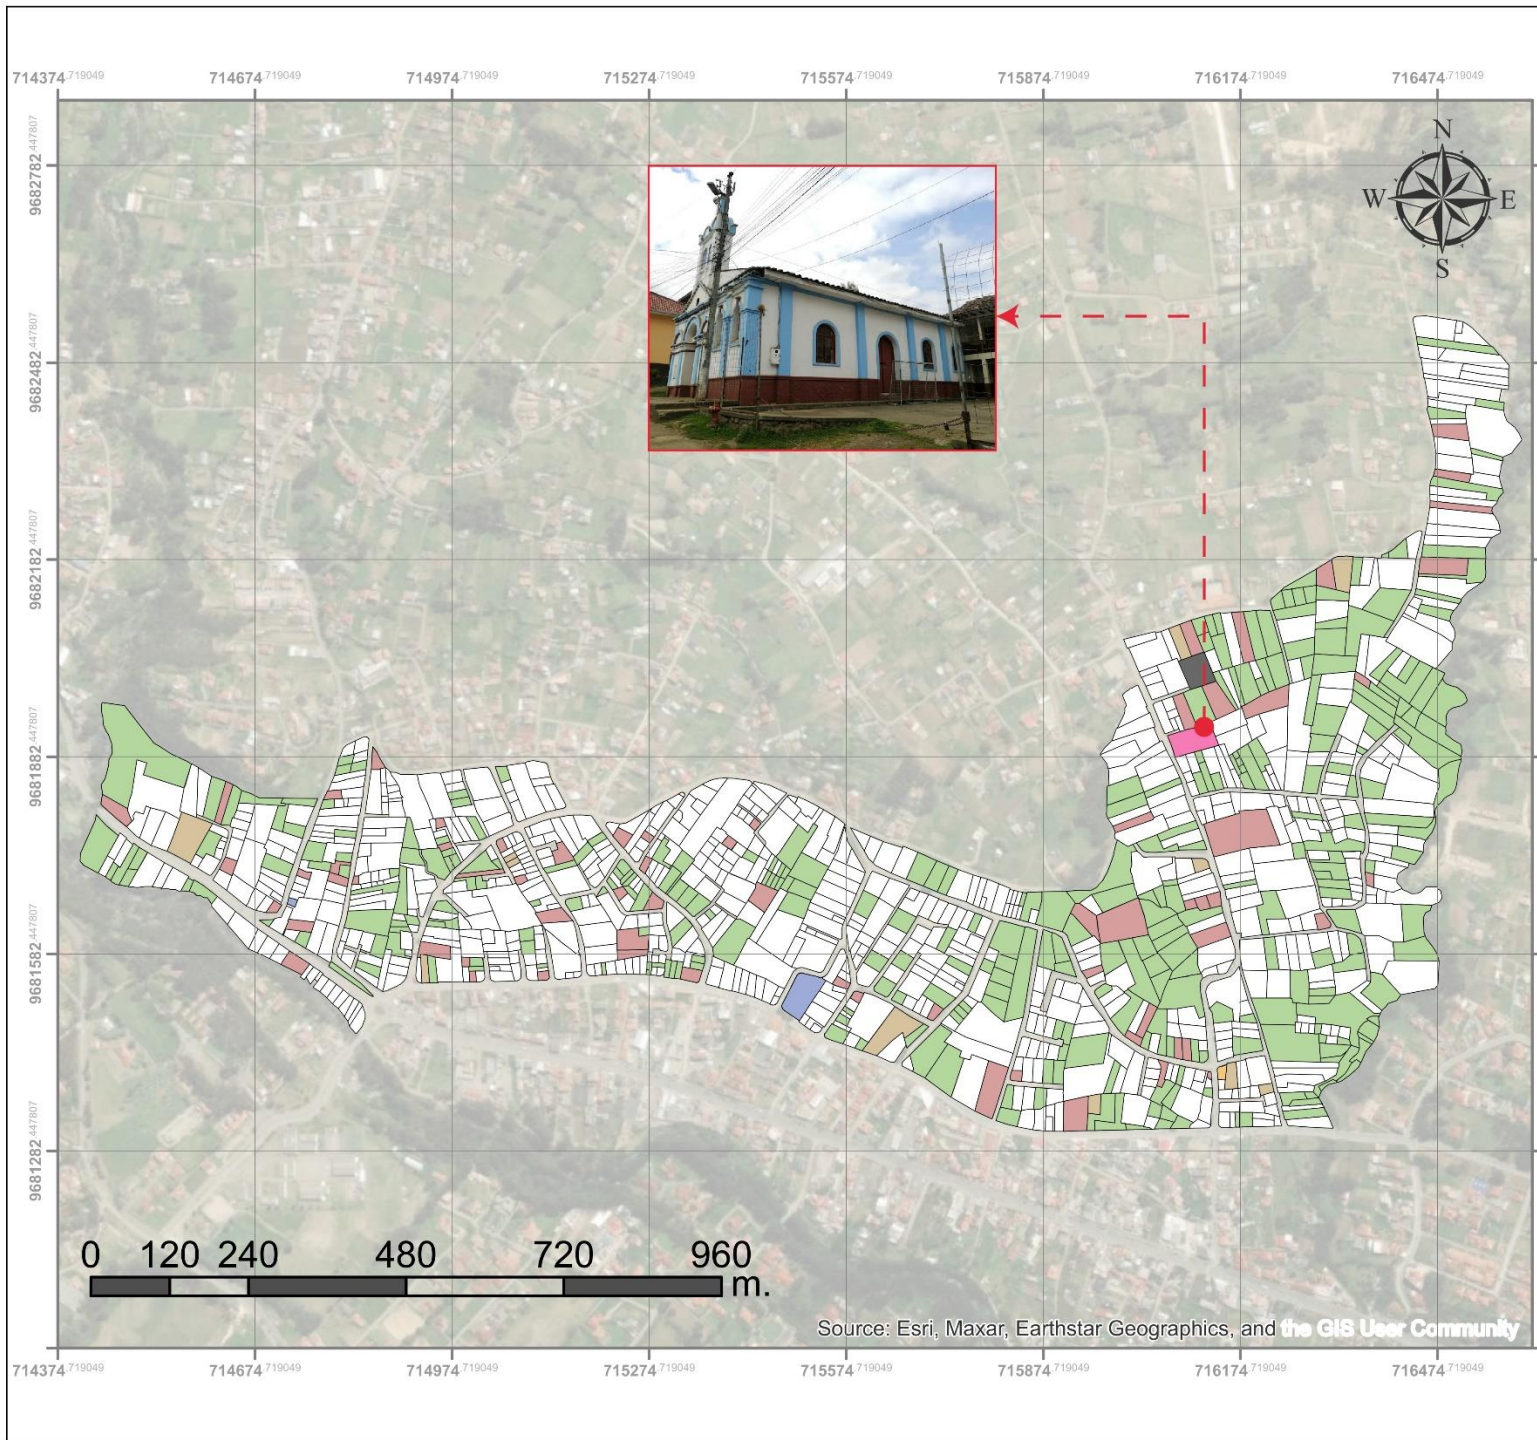 714374.719049 714674.719049 714974.719049 715274.719049 715574.719049 715874.719049 716174.719049 716474.719049
N
W E
S
9682782.447807
9682482.447807
9682182.447807
9681882.447807
9681582.447807
9681282.447807
0 120 240 480 720 960
m.
Source: Esri, Maxar, Earthstar Geographics, and the GIS User Community
714374.719049 714674.719049 714974.719049 715274.719049 715574.719049 715874.719049 716174.719049 716474.719049